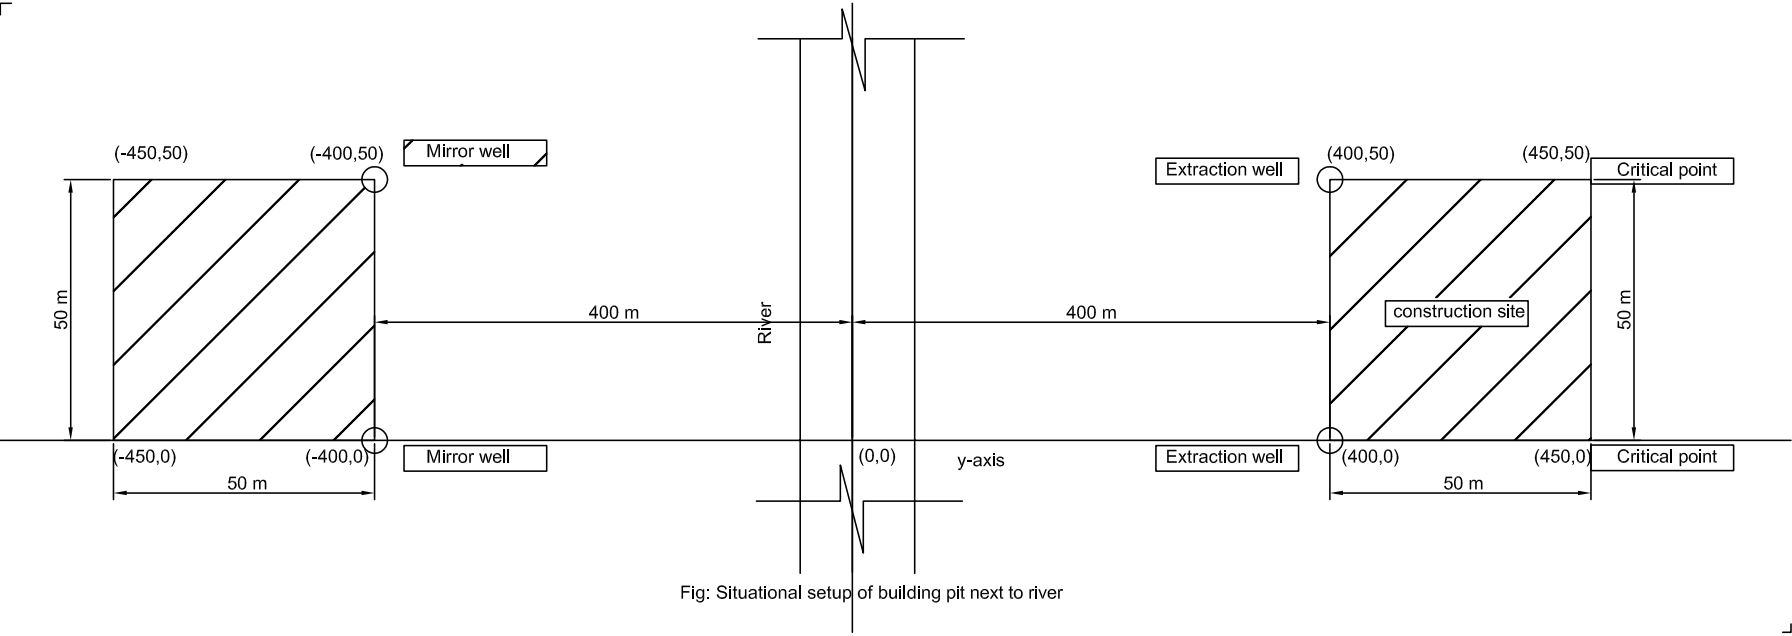 (-450,50)
(-400,50)
Mirror well
Extraction well
(400,50)
(450,50)
Critical point
50 m
400 m
River
400 m
construction site
50 m
(-450,0)
(-400,0)
Mirror well
(0,0)
y-axis
Extraction well
(400,0)
(450,0)
Critical point
50 m
50 m
Fig: Situational setup of building pit next to river